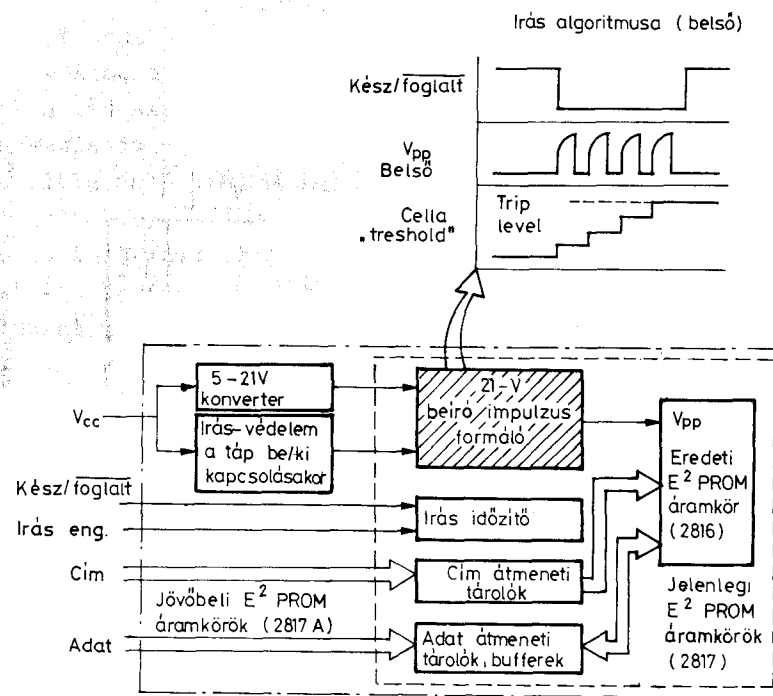 Irás algoritmusa ( belső)
Kész/foglalt
Vpp
Belső
Cella
„treshold"
Trip
level
5-21V
konverter
Vcc
Irás-védelem
a táp be/ki
kapcsolásakor
21-V
beíró impulzus
formáló
Vpp
Eredeti
E² PROM
áramkör
(2816)
Kész/foglalt
Irás eng.
Irás időzítő
Cím
Cím átmeneti
tárolók
Jövőbeli E² PROM
áramkörök (2817 A)
Jelenlegi
E² PROM
áramkörök
(2817)
Adat
Adat átmeneti
tárolók, bufferek